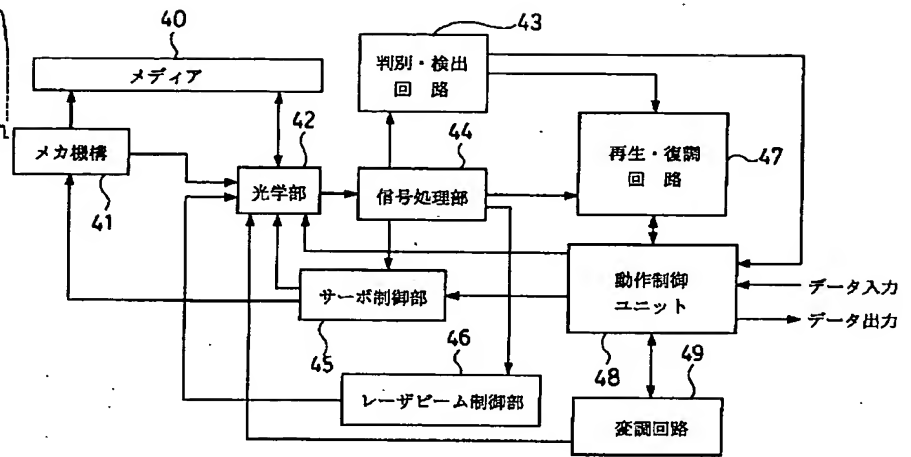 40
メディア
メカ機構
41
42
光学部
43
判別・検出
回 路
44
信号処理部
再生・復調
回 路
47
サーボ制御部
45
動作制御
ユニット
48
データ入力
データ出力
46
レーザビーム制御部
49
変調回路